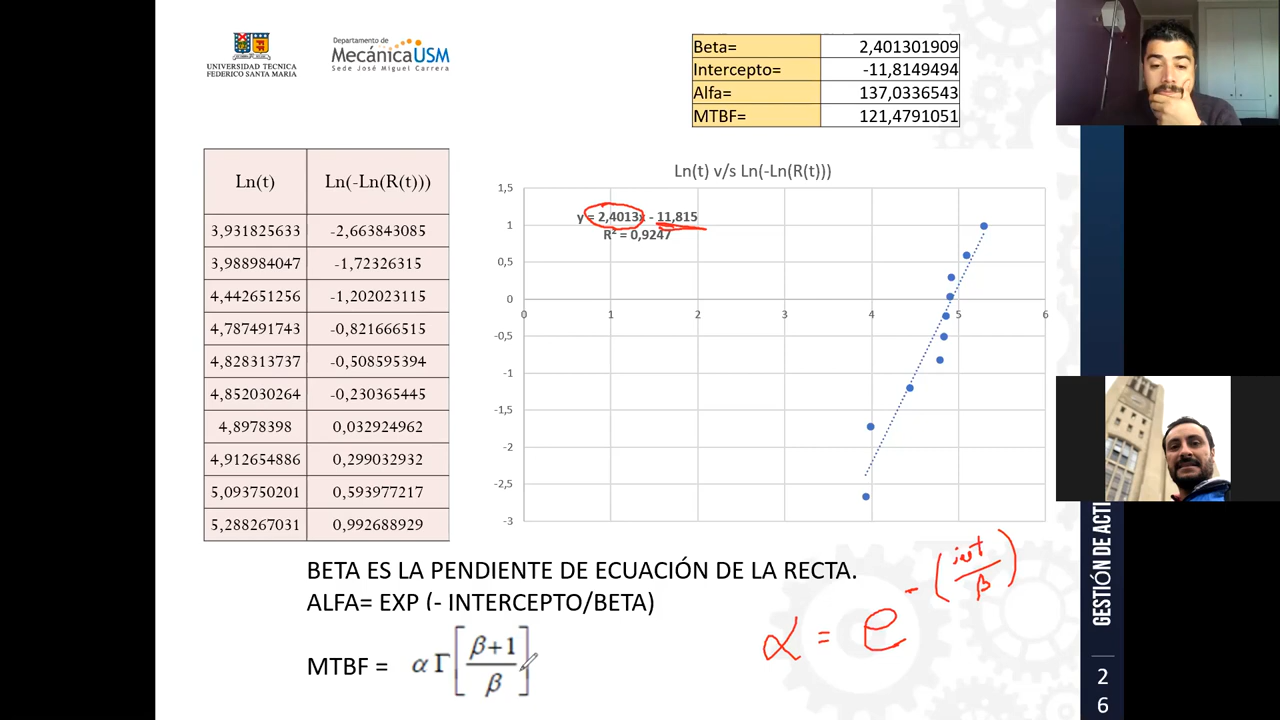 UNIVERSIDAD TECNICA
FEDERICO SANTA MARIA
Departamento de
MecánicaUSM
Sede José Miguel Carrera
Beta= 2,401301909
Intercepto= -11,8149494
Alfa= 137,0336543
MTBF= 121,4791051
Ln(t) Ln(-Ln(R(t)))
3,931825633 -2,663843085
3,988984047 -1,72326315
4,442651256 -1,202023115
4,787491743 -0,821666515
4,828313737 -0,508595394
4,852030264 -0,230365445
4,8978398 0,032924962
4,912654886 0,299032932
5,093750201 0,593977217
5,288267031 0,992688929
Ln(t) v/s Ln(-Ln(R(t)))
y = 2,4013x - 11,815
R² = 0,9247
1,5
1
0,5
0
-0,5
-1
-1,5
-2
-2,5
-3
0 1 2 3 4 5 6
BETA ES LA PENDIENTE DE ECUACIÓN DE LA RECTA.
ALFA= EXP (- INTERCEPTO/BETA)
MTBF = α Γ [β+1 / β]
α = e^-(int/β)
GESTIÓN DE ACTI
2
6